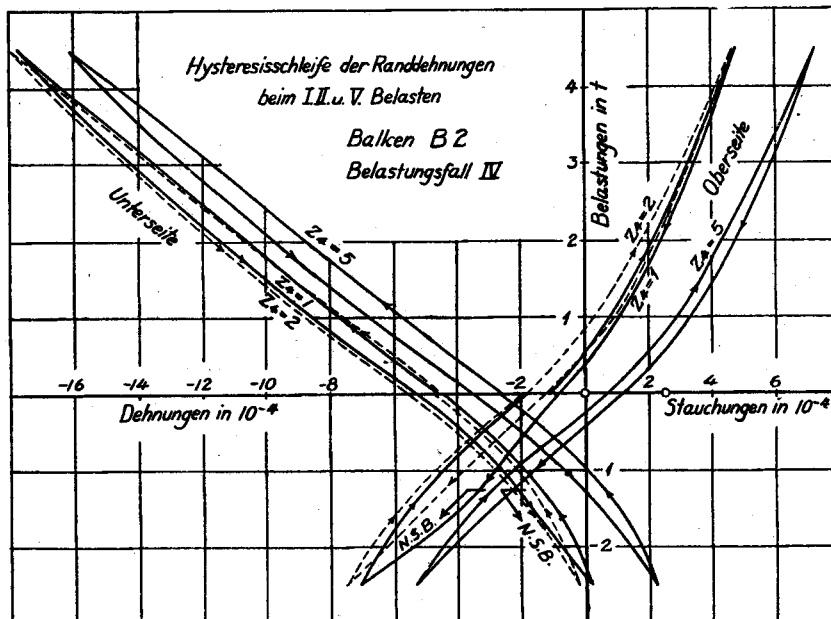 Hysteresisschleife der Randdehnungen
beim I.II.u.V. Belasten
Balken B 2
Belastungsfall IV
Belastungen in t
4
3
2
1
-1
-2
Oberseite
Unterseite
Z4=2
Z4=1
Z4=5
Z4=5
Z4=1
Z4=2
-16 -14 -12 -10 -8 -2 2 4 6
Dehnungen in 10⁻⁴
Stauchungen in 10⁻⁴
N.S.B.
N.S.B.